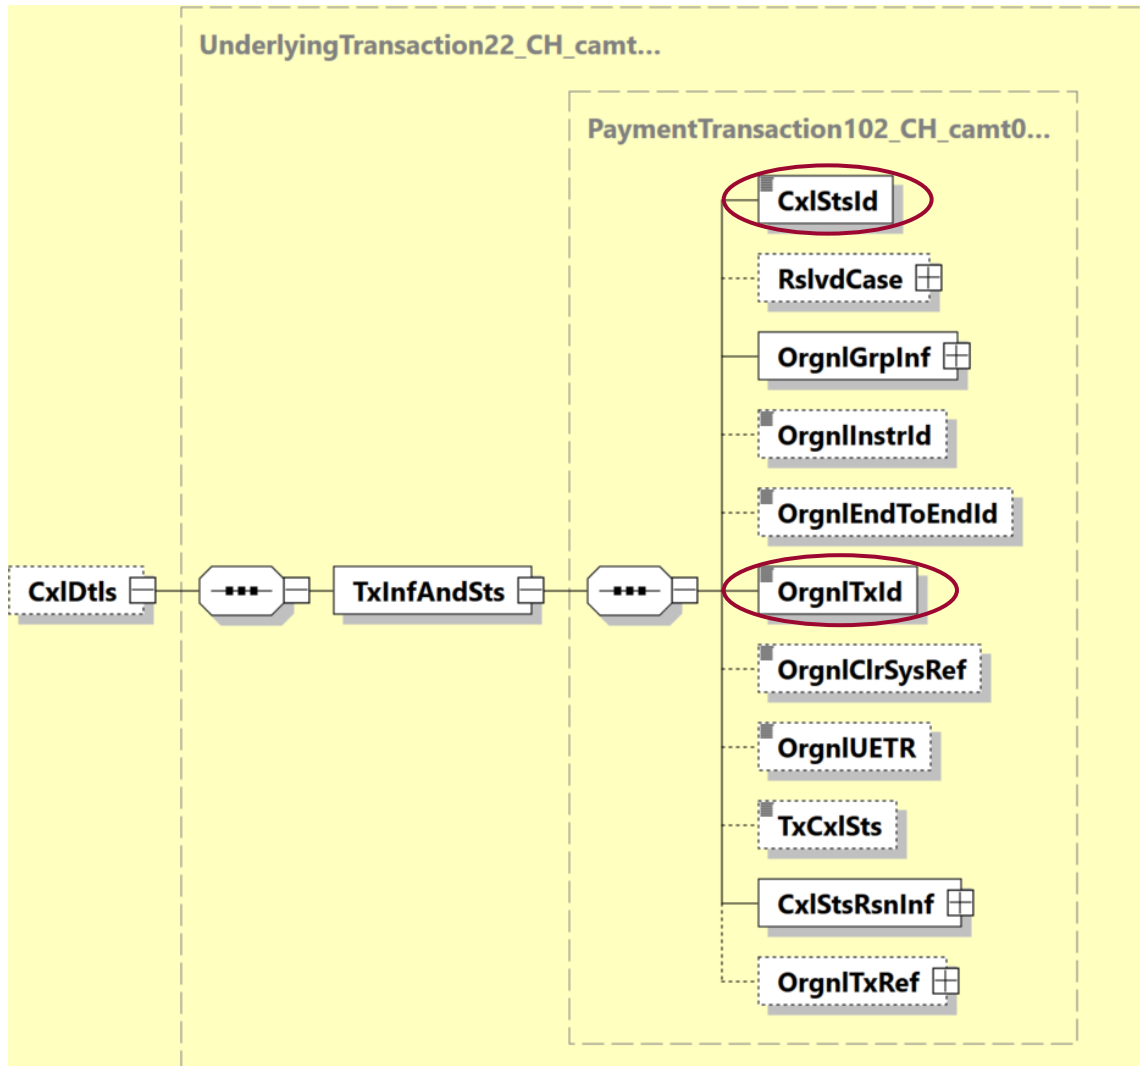 UnderlyingTransaction22_CH_camt...
PaymentTransaction102_CH_camt0...
CxlStsId
RslvdCase
OrgnlGrpInf
OrgnlInstrId
OrgnlEndToEndId
CxlDtls
TxInfAndSts
OrgnlTxId
OrgnlClrSysRef
OrgnlUETR
TxCxlSts
CxlStsRsnInf
OrgnlTxRef